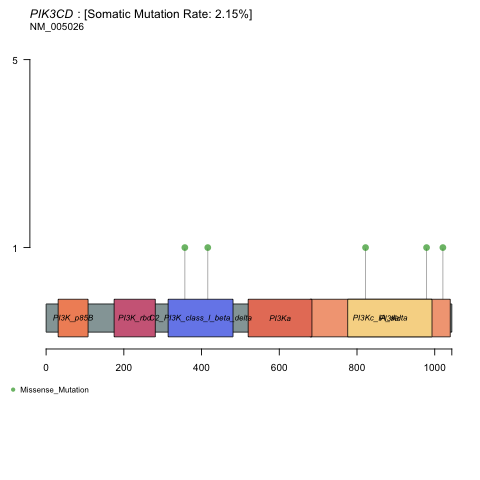 PIK3CD : [Somatic Mutation Rate: 2.15%]
NM_005026
5
1
PI3K_p85B
PI3K_rbd
C2_PI3K_class_I_beta_delta
PI3Ka
0
200
400
600
800
1000
Missense_Mutation